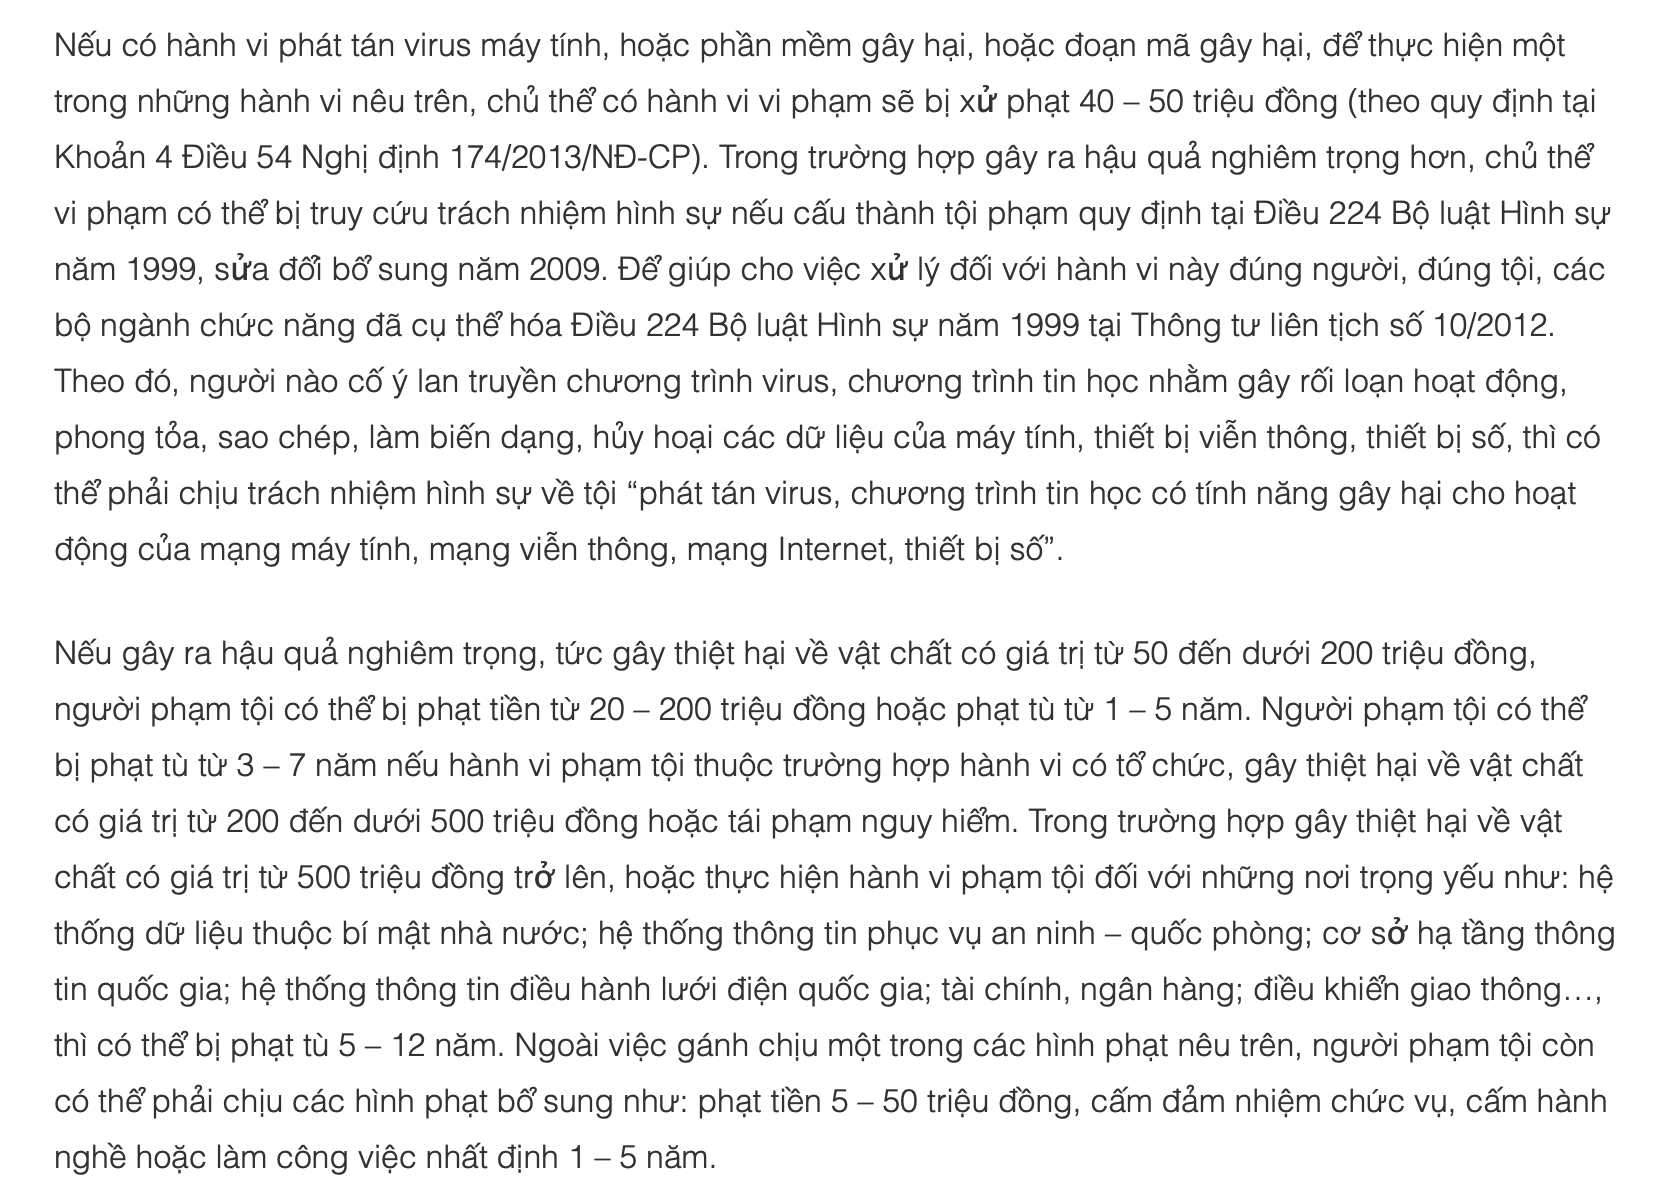 Nếu có hành vi phát tán virus máy tính, hoặc phần mềm gây hại, hoặc đoạn mã gây hại, để thực hiện một
trong những hành vi nêu trên, chủ thể có hành vi vi phạm sẽ bị xử phạt 40 – 50 triệu đồng (theo quy định tại
Khoản 4 Điều 54 Nghị định 174/2013/NĐ-CP). Trong trường hợp gây ra hậu quả nghiêm trọng hơn, chủ thể
vi phạm có thể bị truy cứu trách nhiệm hình sự nếu cấu thành tội phạm quy định tại Điều 224 Bộ luật Hình sự
năm 1999, sửa đổi bổ sung năm 2009. Để giúp cho việc xử lý đối với hành vi này đúng người, đúng tội, các
bộ ngành chức năng đã cụ thể hóa Điều 224 Bộ luật Hình sự năm 1999 tại Thông tư liên tịch số 10/2012.
Theo đó, người nào cố ý lan truyền chương trình virus, chương trình tin học nhằm gây rối loạn hoạt động,
phong tỏa, sao chép, làm biến dạng, hủy hoại các dữ liệu của máy tính, thiết bị viễn thông, thiết bị số, thì có
thể phải chịu trách nhiệm hình sự về tội “phát tán virus, chương trình tin học có tính năng gây hại cho hoạt
động của mạng máy tính, mạng viễn thông, mạng Internet, thiết bị số”.
Nếu gây ra hậu quả nghiêm trọng, tức gây thiệt hại về vật chất có giá trị từ 50 đến dưới 200 triệu đồng,
người phạm tội có thể bị phạt tiền từ 20 – 200 triệu đồng hoặc phạt tù từ 1 – 5 năm. Người phạm tội có thể
bị phạt tù từ 3 – 7 năm nếu hành vi phạm tội thuộc trường hợp hành vi có tổ chức, gây thiệt hại về vật chất
có giá trị từ 200 đến dưới 500 triệu đồng hoặc tái phạm nguy hiểm. Trong trường hợp gây thiệt hại về vật
chất có giá trị từ 500 triệu đồng trở lên, hoặc thực hiện hành vi phạm tội đối với những nơi trọng yếu như: hệ
thống dữ liệu thuộc bí mật nhà nước; hệ thống thông tin phục vụ an ninh – quốc phòng; cơ sở hạ tầng thông
tin quốc gia; hệ thống thông tin điều hành lưới điện quốc gia; tài chính, ngân hàng; điều khiển giao thông…,
thì có thể bị phạt tù 5 – 12 năm. Ngoài việc gánh chịu một trong các hình phạt nêu trên, người phạm tội còn
có thể phải chịu các hình phạt bổ sung như: phạt tiền 5 – 50 triệu đồng, cấm đảm nhiệm chức vụ, cấm hành
nghề hoặc làm công việc nhất định 1 – 5 năm.